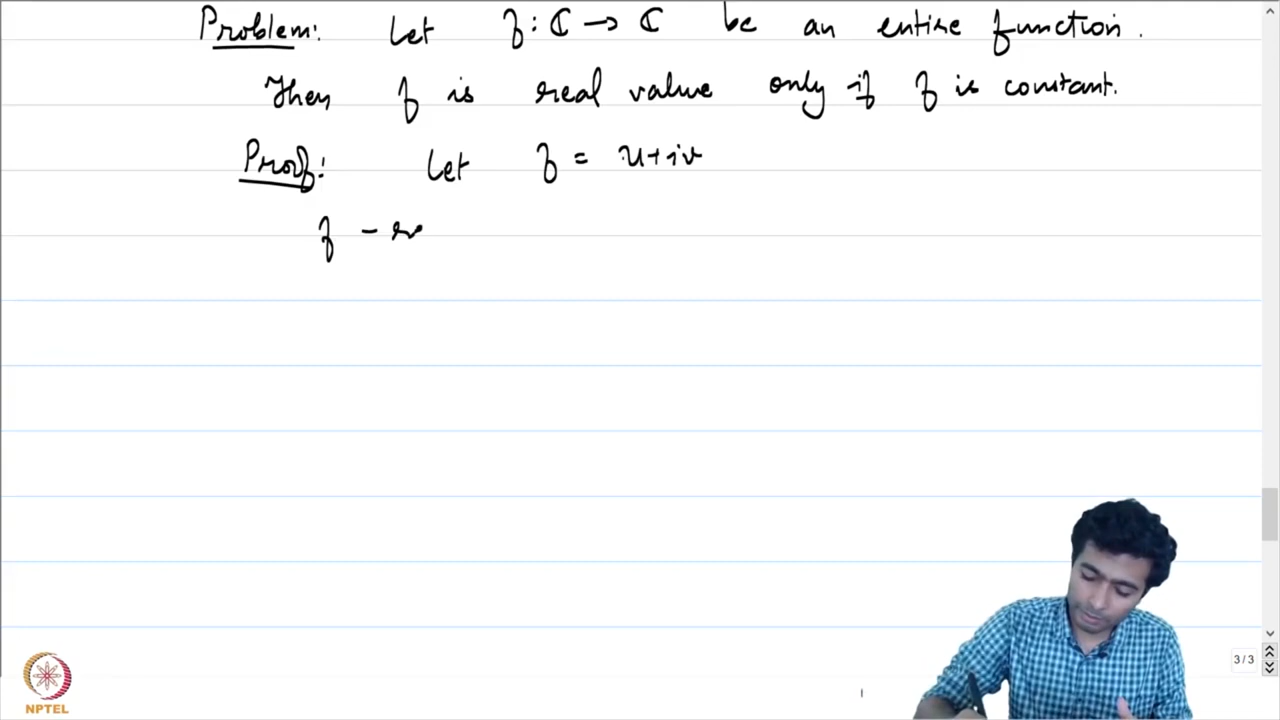 Problem: Let f: ℂ → ℂ be an entire function.
Then f is real value only if f is constant.
Proof: Let f = u+iv
f - re
3/3
NPTEL